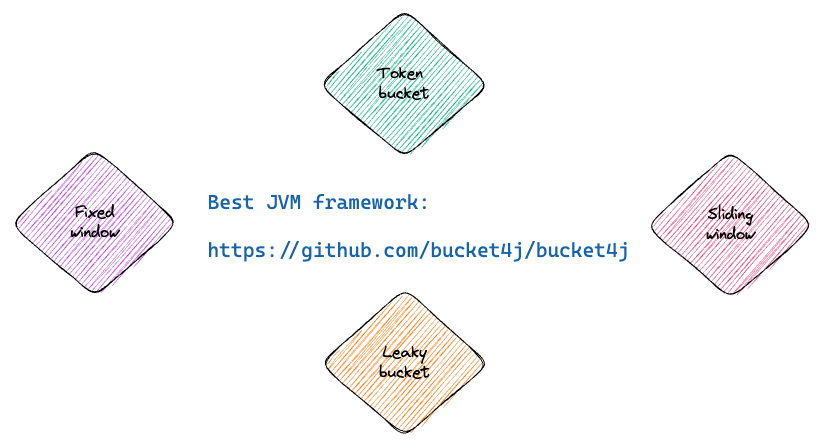 Token
bucket
Fixed
window
Best JVM framework:
https://github.com/bucket4j/bucket4j
Sliding
window
Leaky
bucket